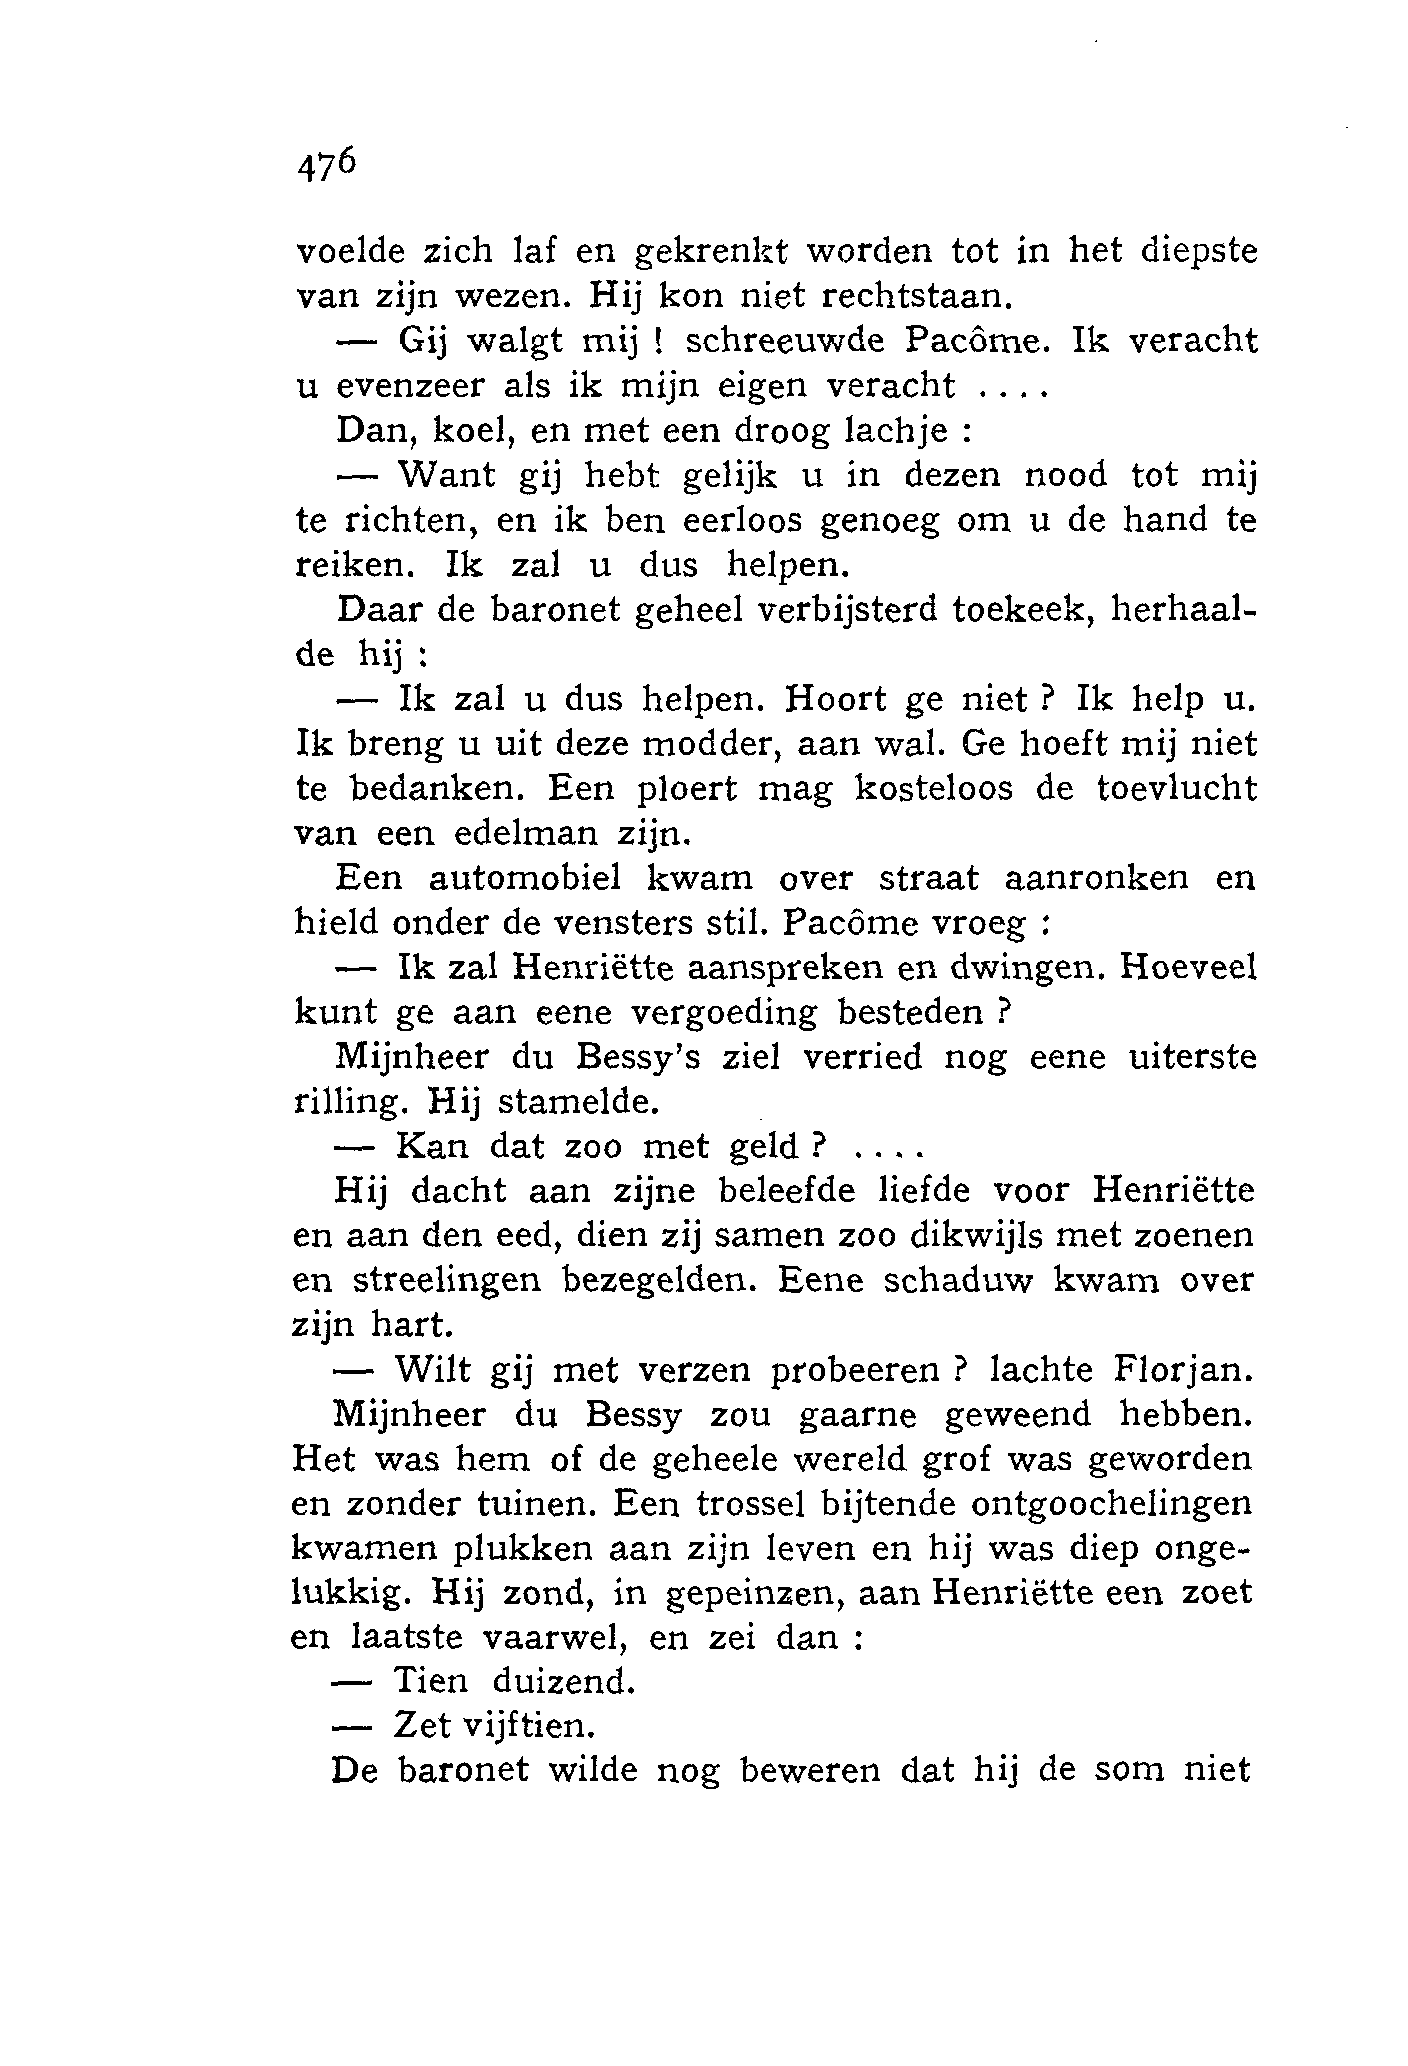 476
voelde zich laf en gekrenkt worden tot in het diepste
van zijn wezen. Hij kon niet rechtstaan.
— Gij walgt mij ! schreeuwde Pacôme. Ik veracht
u evenzeer als ik mijn eigen veracht ....
Dan, koel, en met een droog lachje :
— Want gij hebt gelijk u in dezen nood tot mij
te richten, en ik ben eerloos genoeg om u de hand te
reiken. Ik zal u dus helpen.
Daar de baronet geheel verbijsterd toekeek, herhaal-
de hij :
— Ik zal u dus helpen. Hoort ge niet ? Ik help u.
Ik breng u uit deze modder, aan wal. Ge hoeft mij niet
te bedanken. Een ploert mag kosteloos de toevlucht
van een edelman zijn.
Een automobiel kwam over straat aanronken en
hield onder de vensters stil. Pacôme vroeg :
— Ik zal Henriëtte aanspreken en dwingen. Hoeveel
kunt ge aan eene vergoeding besteden ?
Mijnheer du Bessy's ziel verried nog eene uiterste
rilling. Hij stamelde.
— Kan dat zoo met geld ? ....
Hij dacht aan zijne beleefde liefde voor Henriëtte
en aan den eed, dien zij samen zoo dikwijls met zoenen
en streelingen bezegelden. Eene schaduw kwam over
zijn hart.
— Wilt gij met verzen probeeren ? lachte Florjan.
Mijnheer du Bessy zou gaarne geweend hebben.
Het was hem of de geheele wereld grof was geworden
en zonder tuinen. Een trossel bijtende ontgoochelingen
kwamen plukken aan zijn leven en hij was diep onge-
lukkig. Hij zond, in gepeinzen, aan Henriëtte een zoet
en laatste vaarwel, en zei dan :
— Tien duizend.
— Zet vijftien.
De baronet wilde nog beweren dat hij de som niet